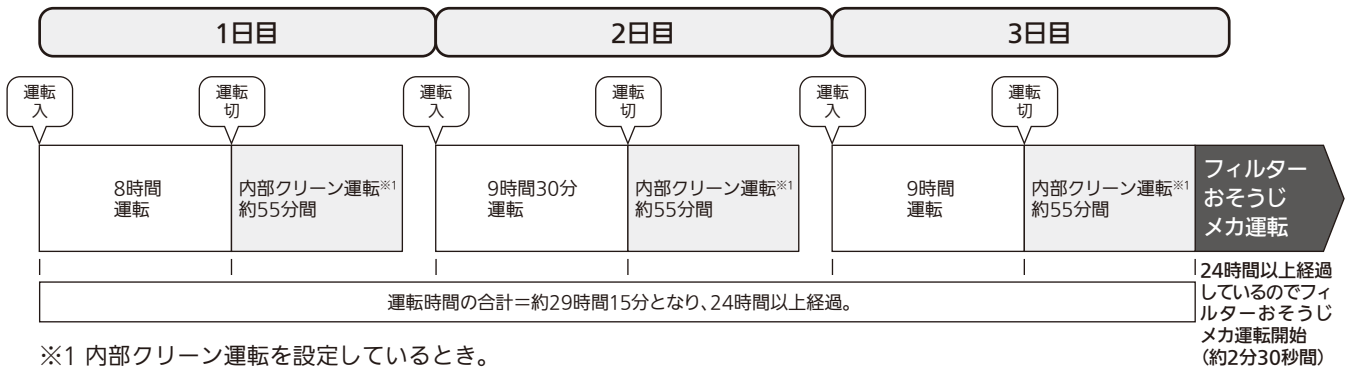 1日目
2日目
3日目
運転
入
運転
切
運転
入
運転
切
運転
入
運転
切
8時間
運転
内部クリーン運転※1
約55分間
9時間30分
運転
内部クリーン運転※1
約55分間
9時間
運転
内部クリーン運転※1
約55分間
フィルター
おそうじ
メカ運転
運転時間の合計=約29時間15分となり、24時間以上経過。
24時間以上経過
しているのでフィ
ルターおそうじ
メカ運転開始
(約2分30秒間)
※1 内部クリーン運転を設定しているとき。